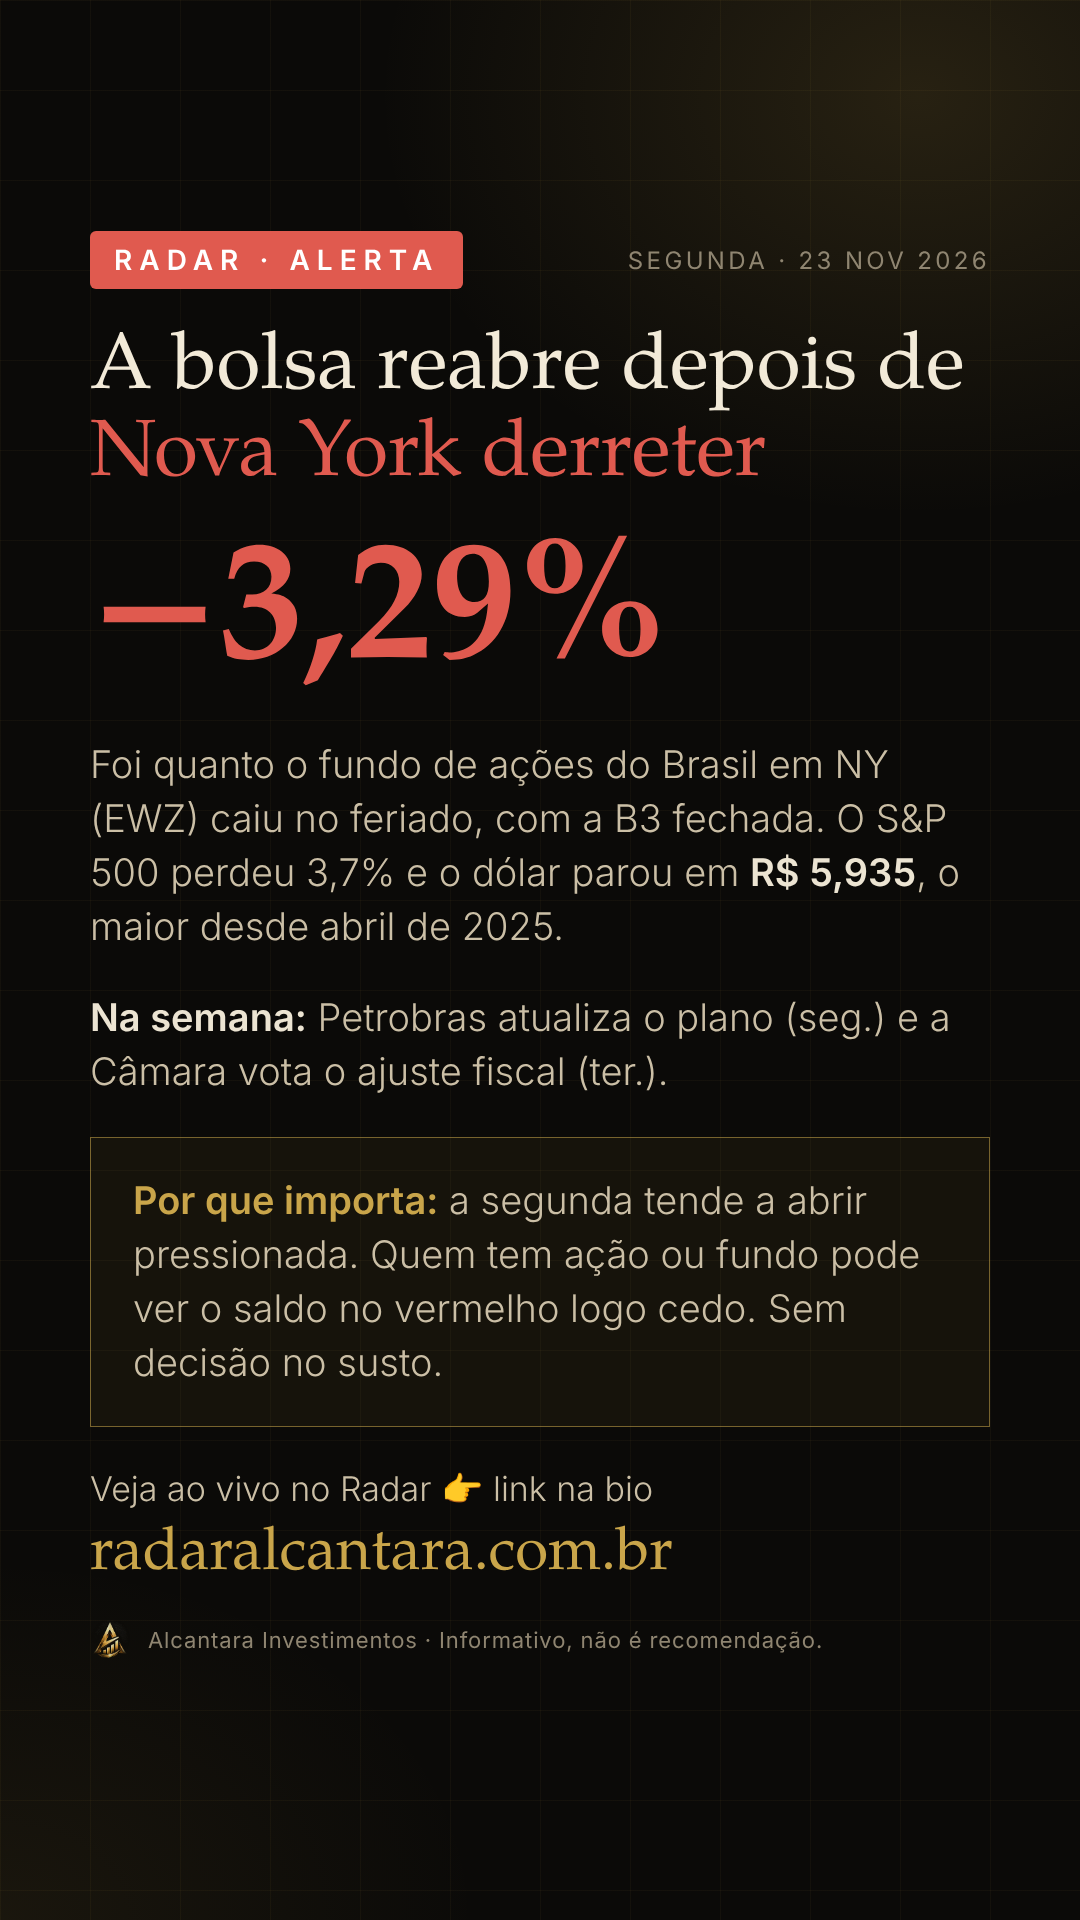 RADAR · ALERTA
SEGUNDA · 23 NOV 2026
A bolsa reabre depois de
Nova York derreter
−3,29%
Foi quanto o fundo de ações do Brasil em NY
(EWZ) caiu no feriado, com a B3 fechada. O S&P
500 perdeu 3,7% e o dólar parou em R$ 5,935, o
maior desde abril de 2025.
Na semana: Petrobras atualiza o plano (seg.) e a
Câmara vota o ajuste fiscal (ter.).
Por que importa: a segunda tende a abrir
pressionada. Quem tem ação ou fundo pode
ver o saldo no vermelho logo cedo. Sem
decisão no susto.
Veja ao vivo no Radar 👉 link na bio
radaralcantara.com.br
Alcantara Investimentos · Informativo, não é recomendação.